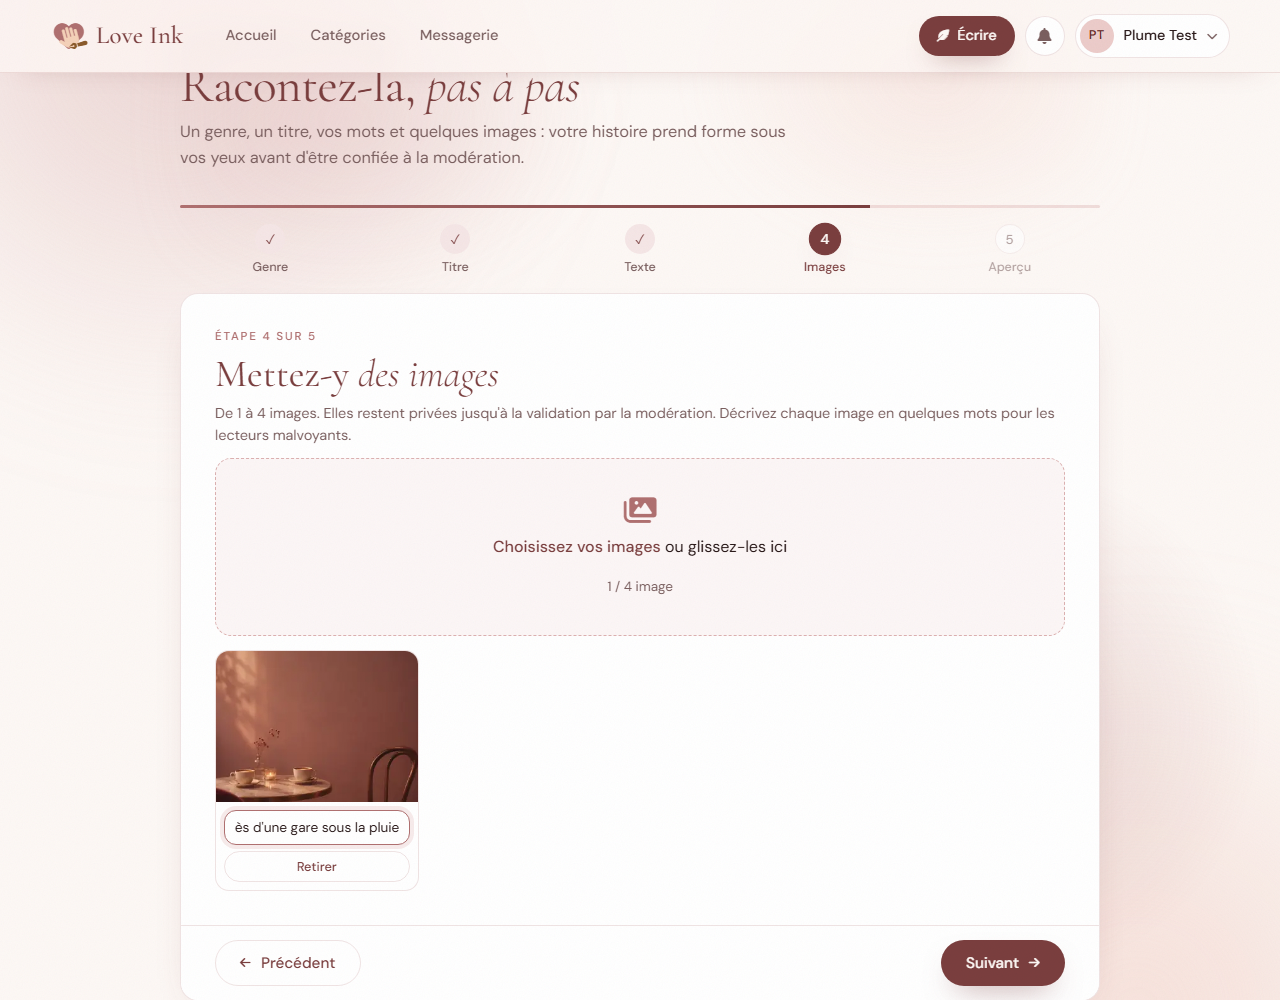 Love Ink
Accueil
Catégories
Messagerie
Écrire
PT
Plume Test
Racontez-la, pas à pas
Un genre, un titre, vos mots et quelques images : votre histoire prend forme sous
vos yeux avant d'être confiée à la modération.
✓
✓
✓
4
5
Genre
Titre
Texte
Images
Aperçu
ÉTAPE 4 SUR 5
Mettez-y des images
De 1 à 4 images. Elles restent privées jusqu'à la validation par la modération. Décrivez chaque image en quelques mots pour les
lecteurs malvoyants.
Choisissez vos images ou glissez-les ici
1 / 4 image
ès d'une gare sous la pluie
Retirer
← Précédent
Suivant →